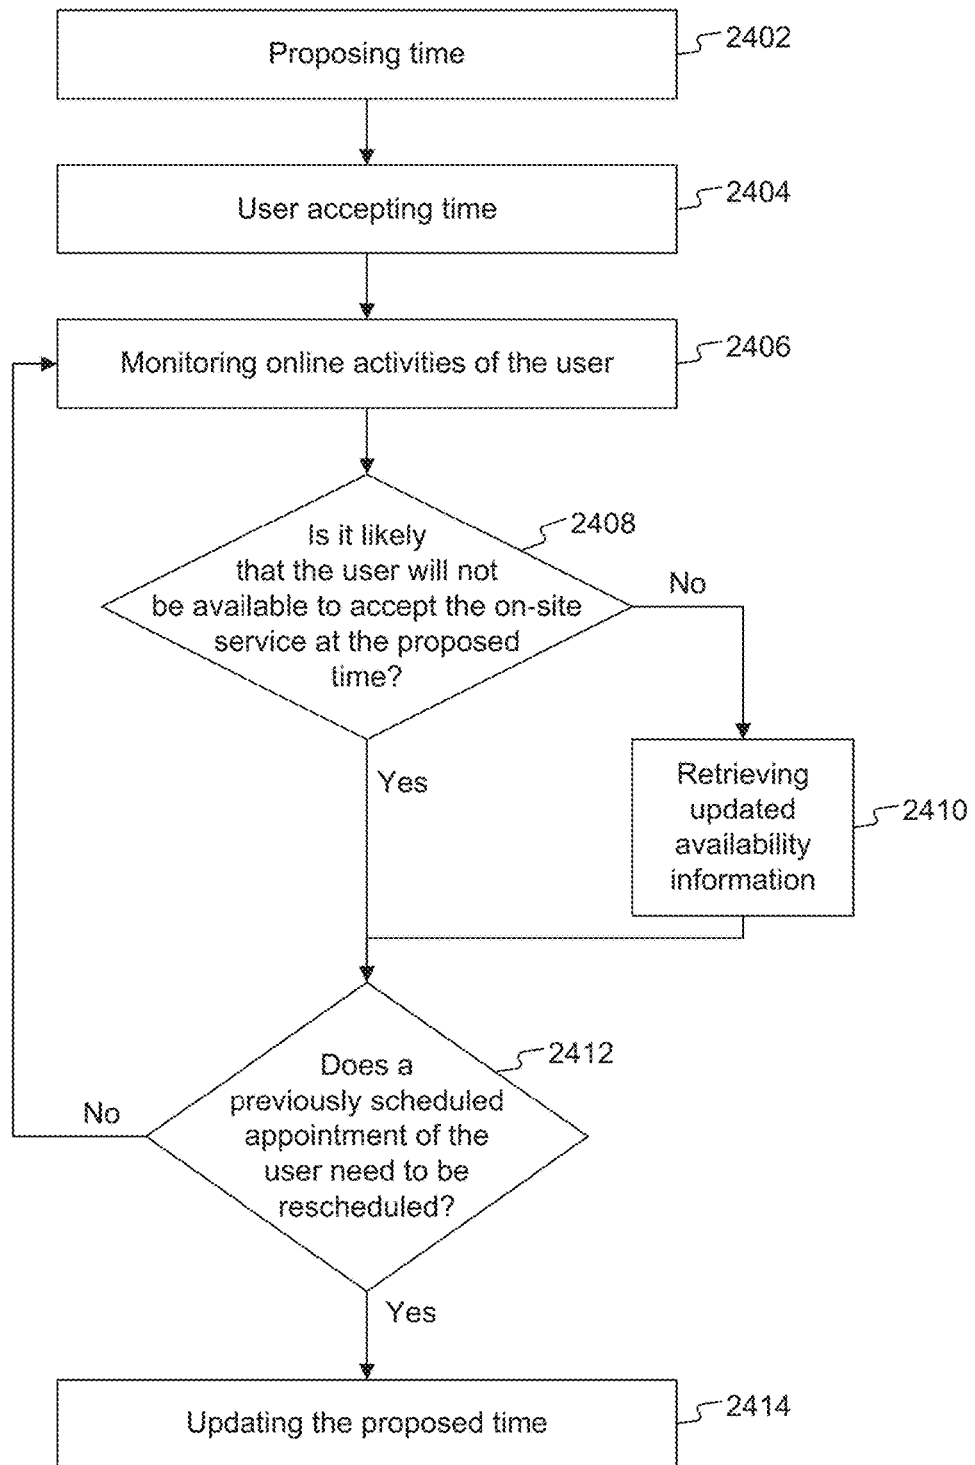 Proposing time
2402
User accepting time
2404
Monitoring online activities of the user
2406
Is it likely
that the user will not
be available to accept the on-site
service at the proposed
time?
2408
No
Yes
Retrieving
updated
availability
information
2410
Does a
previously scheduled
appointment of the
user need to be
rescheduled?
2412
No
Yes
Updating the proposed time
2414